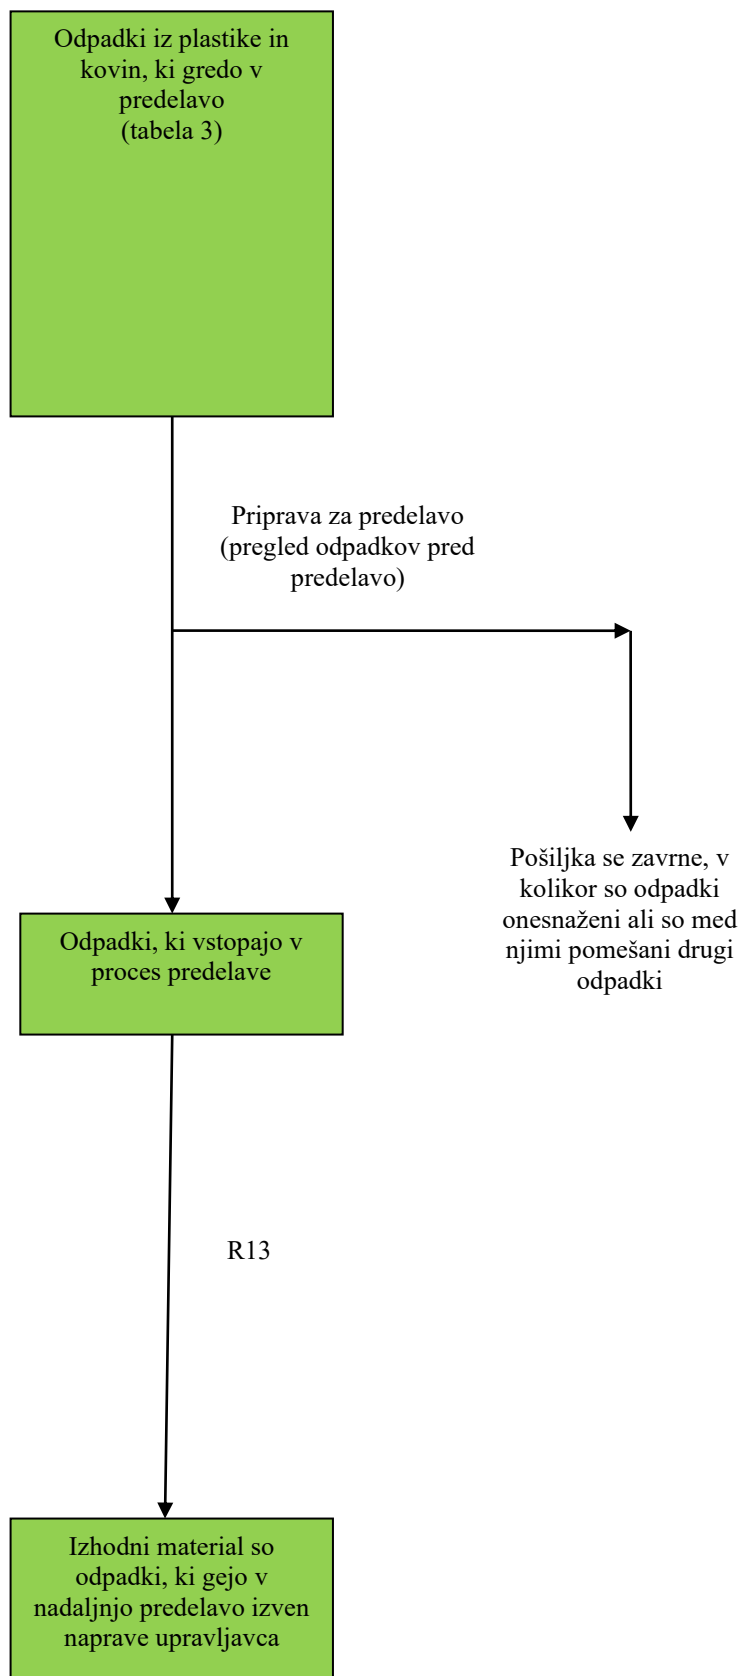 Odpadki iz plastike in
kovin, ki gredo v
predelavo
(tabela 3)
Priprava za predelavo
(pregled odpadkov pred
predelavo)
Pošiljka se zavrne, v
kolikor so odpadki
onesnaženi ali so med
njimi pomešani drugi
odpadki
Odpadki, ki vstopajo v
proces predelave
R13
Izhodni material so
odpadki, ki gejo v
nadaljnjo predelavo izven
naprave upravljavca